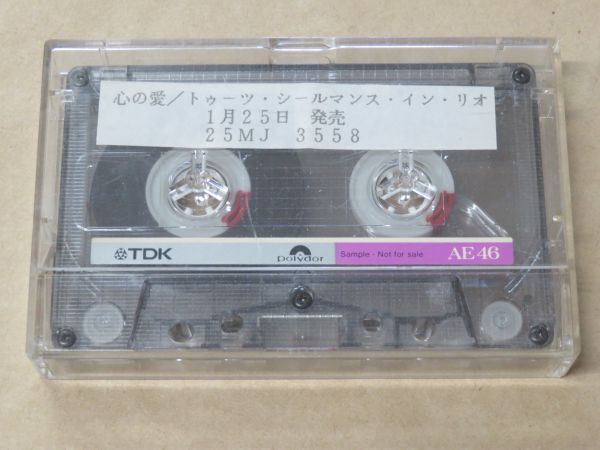 心の愛／トゥーツ・シールマンス・イン・リオ
1月25日 発売
25MJ 3558
TDK polydor Sample - Not for sale AE46